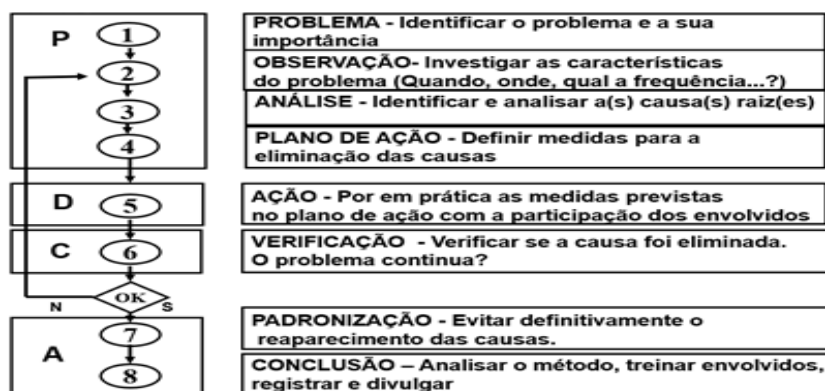 P
1
PROBLEMA - Identificar o problema e a sua
importância
2
OBSERVAÇÃO- Investigar as características
do problema (Quando, onde, qual a frequência...?)
3
ANÁLISE - Identificar e analisar a(s) causa(s) raiz(es)
4
PLANO DE AÇÃO - Definir medidas para a
eliminação das causas
D
5
AÇÃO - Por em prática as medidas previstas
no plano de ação com a participação dos envolvidos
C
6
VERIFICAÇÃO - Verificar se a causa foi eliminada.
O problema continua?
N
OK
S
A
7
PADRONIZAÇÃO - Evitar definitivamente o
reaparecimento das causas.
8
CONCLUSÃO – Analisar o método, treinar envolvidos,
registrar e divulgar